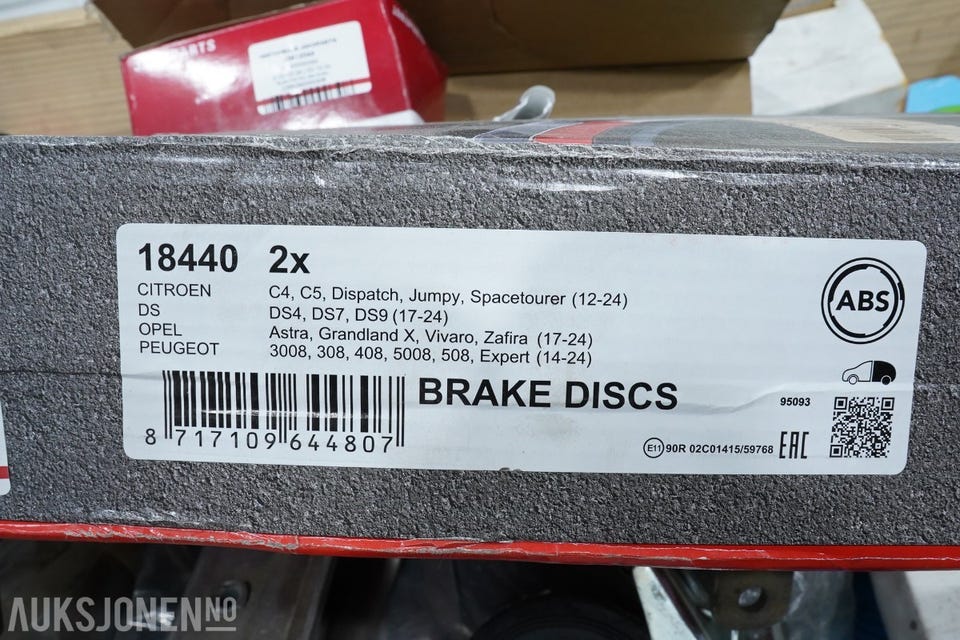 PARTS
18440 2x
CITROEN C4, C5, Dispatch, Jumpy, Spacetourer (12-24)
DS DS4, DS7, DS9 (17-24)
OPEL Astra, Grandland X, Vivaro, Zafira (17-24)
PEUGEOT 3008, 308, 408, 5008, 508, Expert (14-24)
ABS
BRAKE DISCS
95093
8 717109 644807
E11 90R 02C01415/59768 EAC
AUKSJONEN.NO